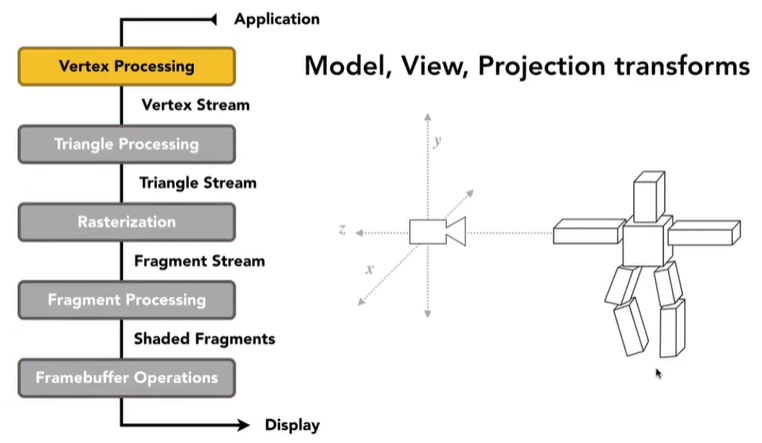 Application
Vertex Processing
Model, View, Projection transforms
Vertex Stream
Triangle Processing
Triangle Stream
Rasterization
Fragment Stream
Fragment Processing
Shaded Fragments
Framebuffer Operations
Display
y
z
x